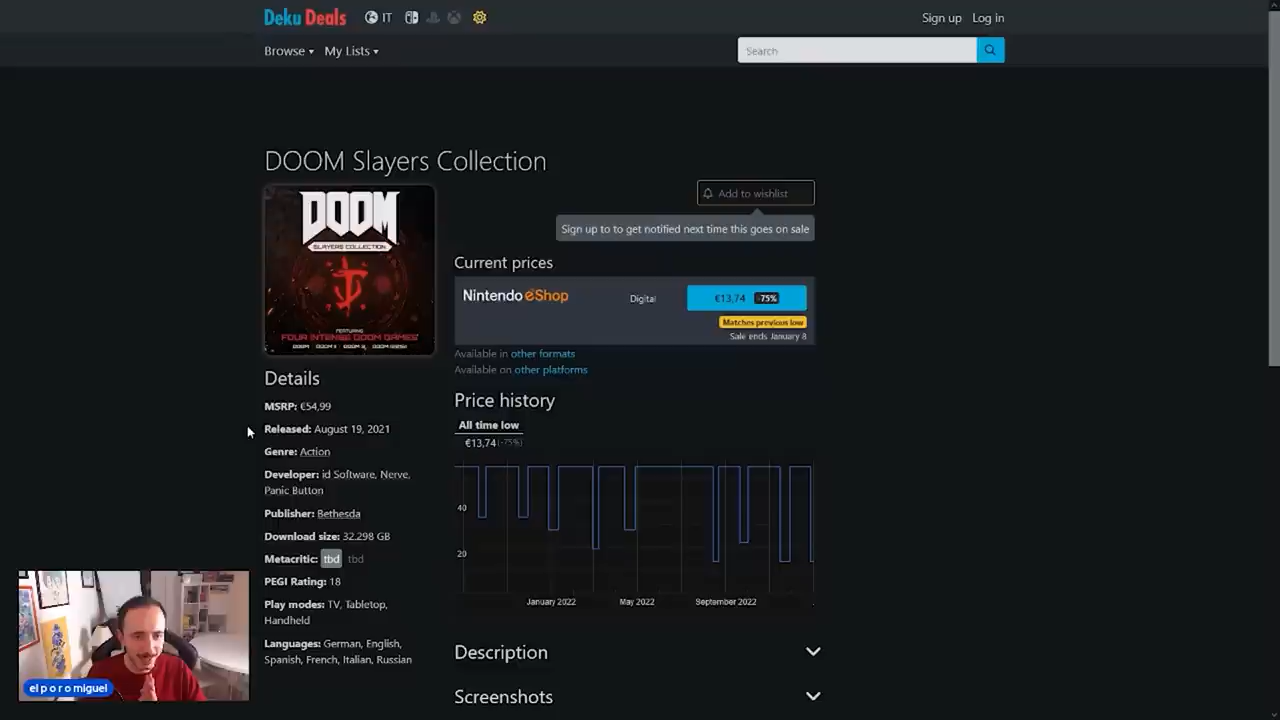 Deku Deals IT
Sign up Log in
Browse My Lists
Search
DOOM Slayers Collection
Add to wishlist
Sign up to to get notified next time this goes on sale
DOOM
SLAYERS COLLECTION
FEATURING
FOUR INTENSE DOOM GAMES
Current prices
Nintendo eShop Digital €13,74 -75%
Matches previous low
Sale ends January 8
Available in other formats
Available on other platforms
Details
MSRP: €54,99
Released: August 19, 2021
Genre: Action
Developer: id Software, Nerve,
Panic Button
Publisher: Bethesda
Download size: 32.298 GB
Metacritic: tbd tbd
PEGI Rating: 18
Play modes: TV, Tabletop,
Handheld
Languages: German, English,
Spanish, French, Italian, Russian
Price history
All time low
€13,74 (-75%)
40
20
January 2022 May 2022 September 2022
Description
Screenshots
el p o r o miguel